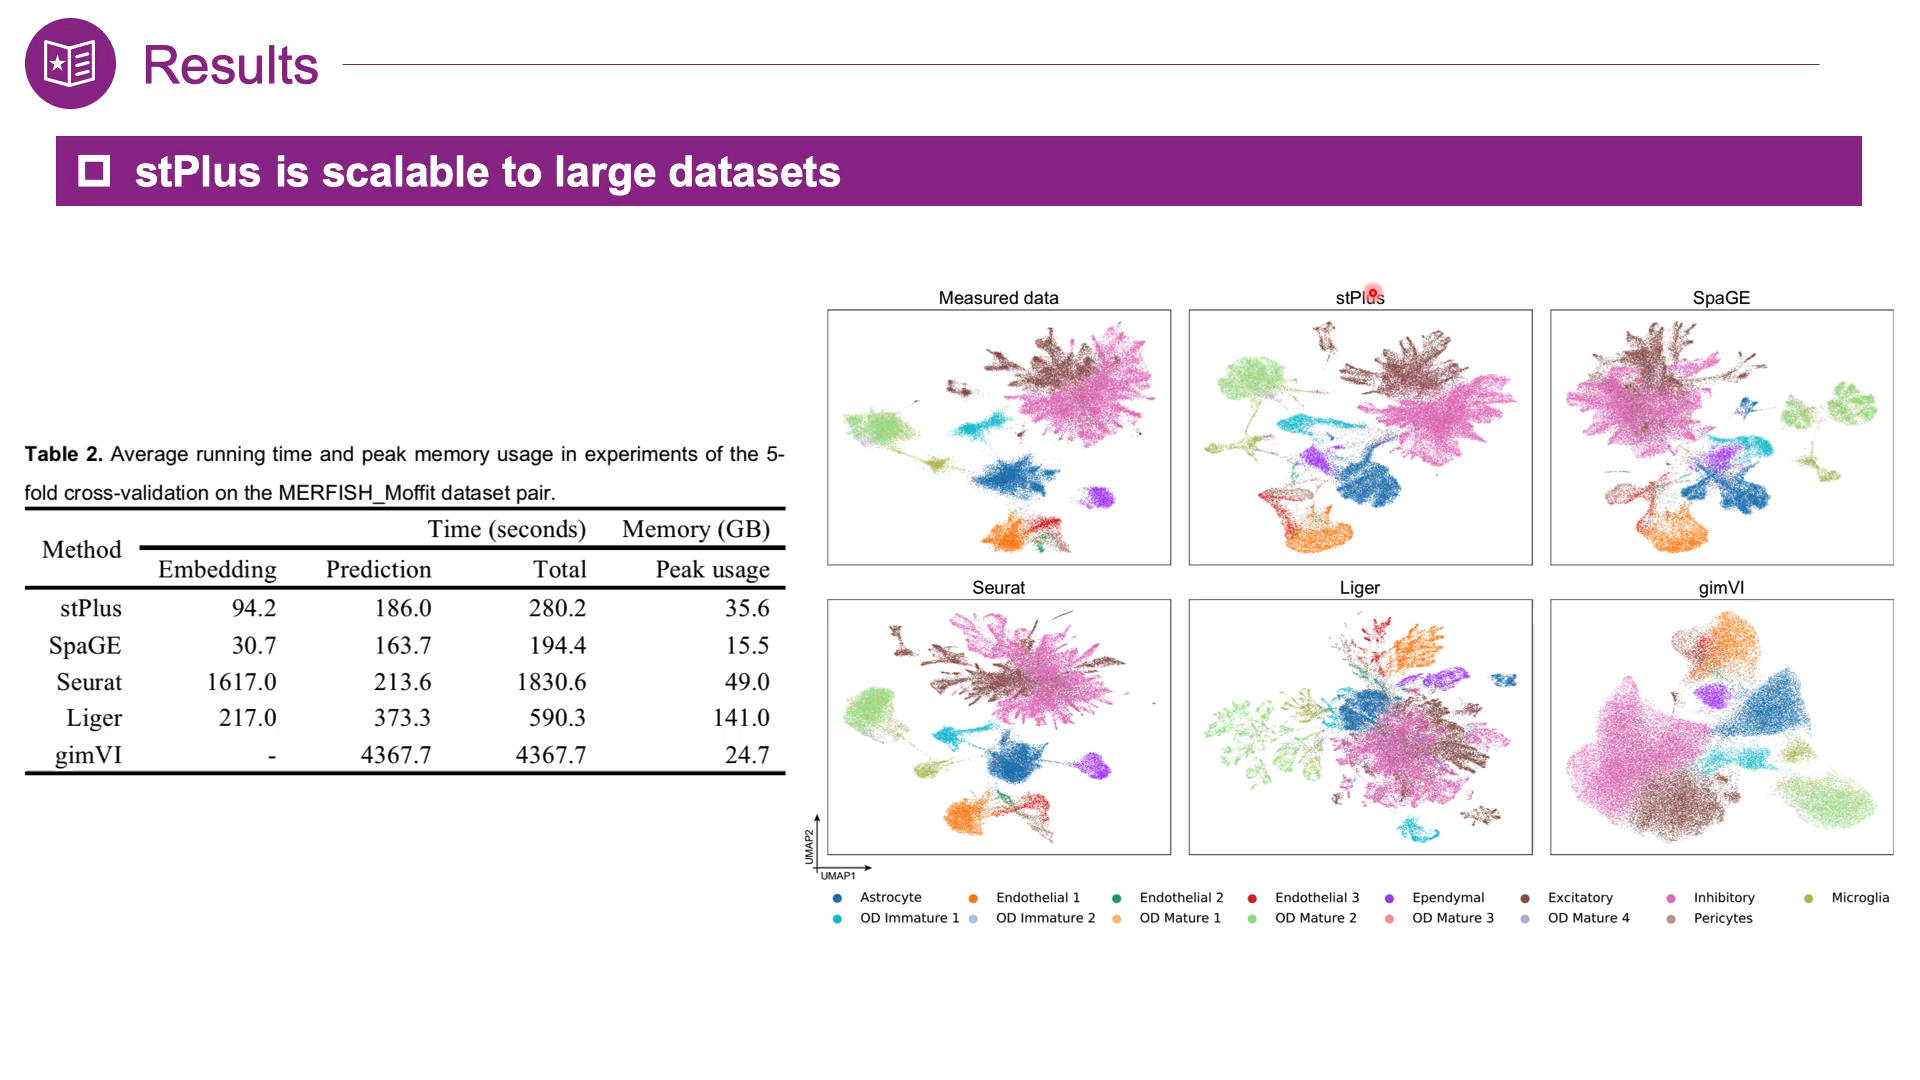 Results
stPlus is scalable to large datasets
Table 2. Average running time and peak memory usage in experiments of the 5-
fold cross-validation on the MERFISH_Moffit dataset pair.
Method Time (seconds) Memory (GB)
Embedding Prediction Total Peak usage
stPlus 94.2 186.0 280.2 35.6
SpaGE 30.7 163.7 194.4 15.5
Seurat 1617.0 213.6 1830.6 49.0
Liger 217.0 373.3 590.3 141.0
gimVI - 4367.7 4367.7 24.7
Measured data stPlus SpaGE
Seurat Liger gimVI
UMAP2
UMAP1
Astrocyte Endothelial 1 Endothelial 2 Endothelial 3 Ependymal Excitatory Inhibitory Microglia
OD Immature 1 OD Immature 2 OD Mature 1 OD Mature 2 OD Mature 3 OD Mature 4 Pericytes